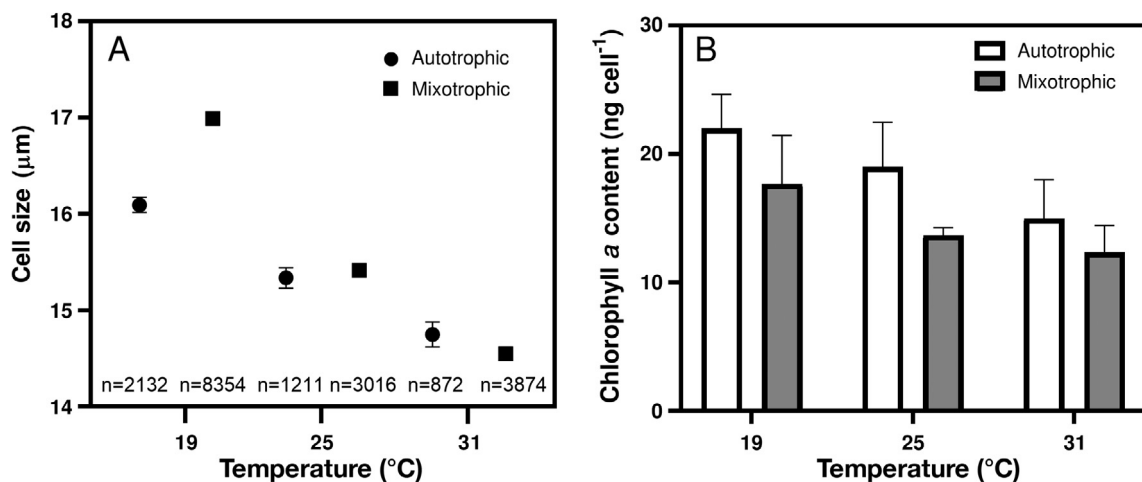 A
Autotrophic
Mixotrophic
Cell size (μm)
18
17
16
15
14
n=2132 n=8354 n=1211 n=3016 n=872 n=3874
19 25 31
Temperature (°C)
B
Autotrophic
Mixotrophic
Chlorophyll a content (ng cell⁻¹)
30
20
10
0
19 25 31
Temperature (°C)